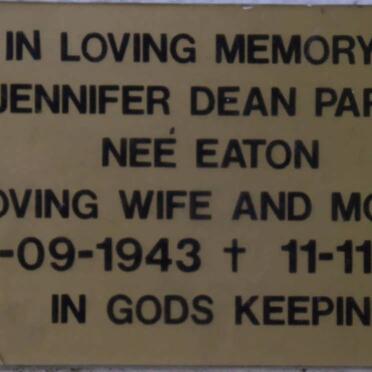 IN LOVING MEMORY
JENNIFER DEAN PAR
NEÉ EATON
OVING WIFE AND MO
-09-1943 † 11-11
IN GODS KEEPIN